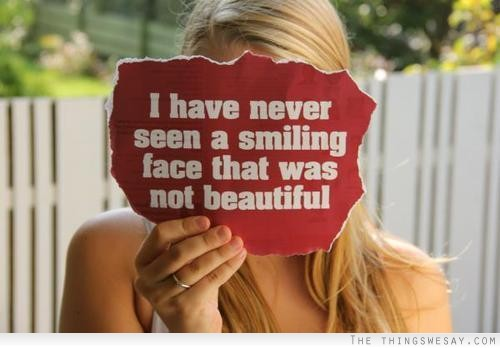 I have never
seen a smiling
face that was
not beautiful
THE THINGSWESAY.COM